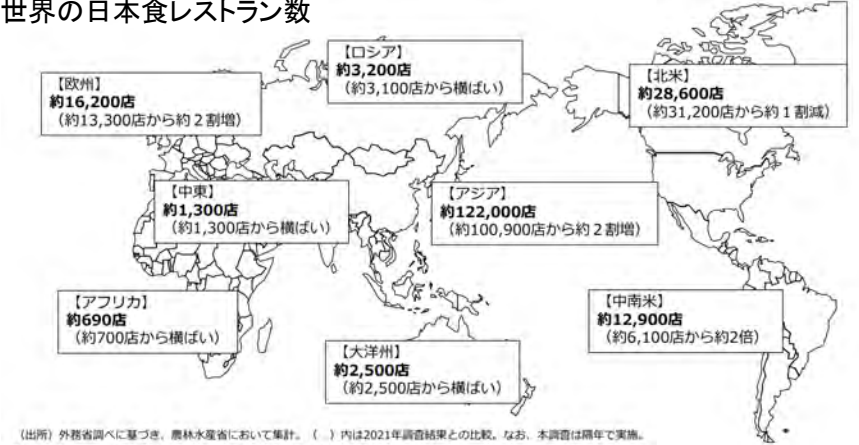 世界の日本食レストラン数
【ロシア】
約3,200店
（約3,100店から横ばい）
【欧州】
約16,200店
（約13,300店から約２割増）
【北米】
約28,600店
（約31,200店から約１割減）
【中東】
約1,300店
（約1,300店から横ばい）
【アジア】
約122,000店
（約100,900店から約２割増）
【アフリカ】
約690店
（約700店から横ばい）
【中南米】
約12,900店
（約6,100店から約2倍）
【大洋州】
約2,500店
（約2,500店から横ばい）
（出所）外務省調べに基づき、農林水産省において集計。（ ）内は2021年調査結果との比較。なお、本調査は隔年で実施。